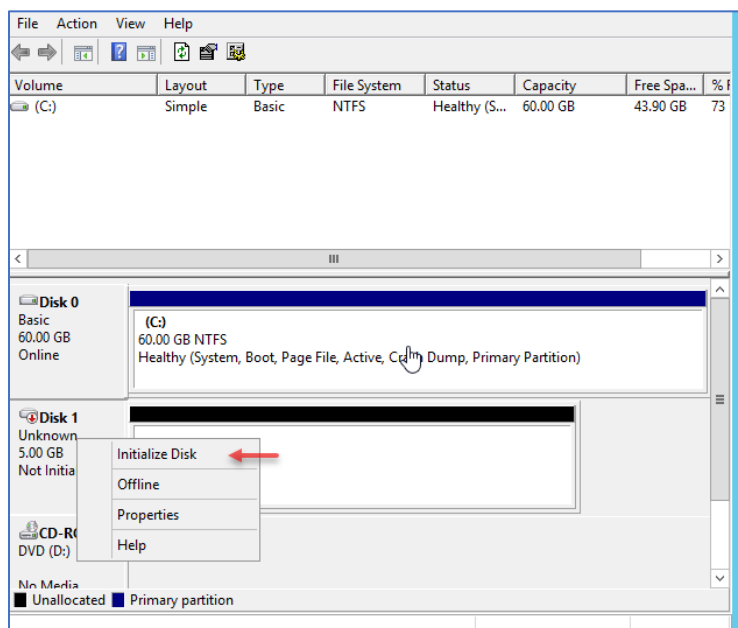 File Action View Help
Volume Layout Type File System Status Capacity Free Spa... % F
(C:) Simple Basic NTFS Healthy (S... 60.00 GB 43.90 GB 73
Disk 0
Basic
60.00 GB
Online
(C:)
60.00 GB NTFS
Healthy (System, Boot, Page File, Active, Crash Dump, Primary Partition)
Disk 1
Unknown
5.00 GB
Not Initia
Initialize Disk
Offline
Properties
Help
CD-RO
DVD (D:)
No Media
Unallocated Primary partition